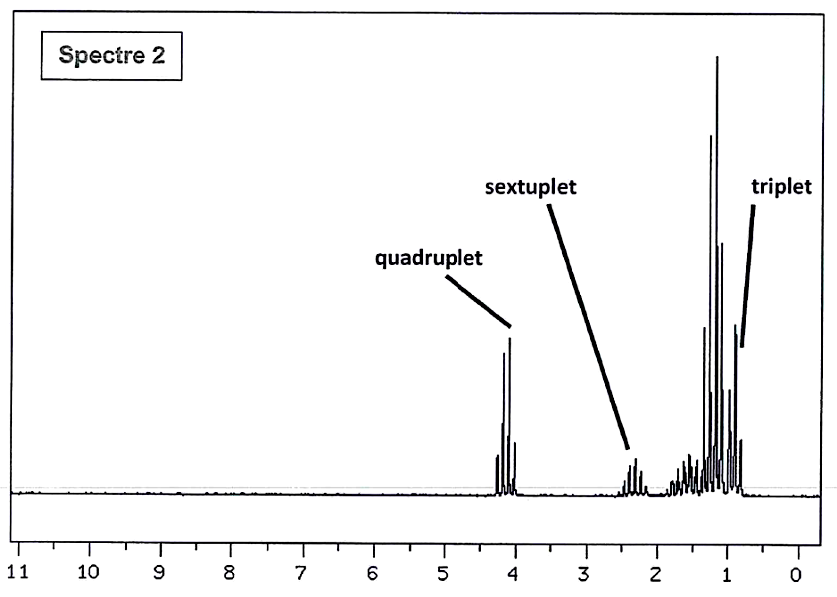 Spectre 2
sextuplet
triplet
quadruplet
11 10 9 8 7 6 5 4 3 2 1 0